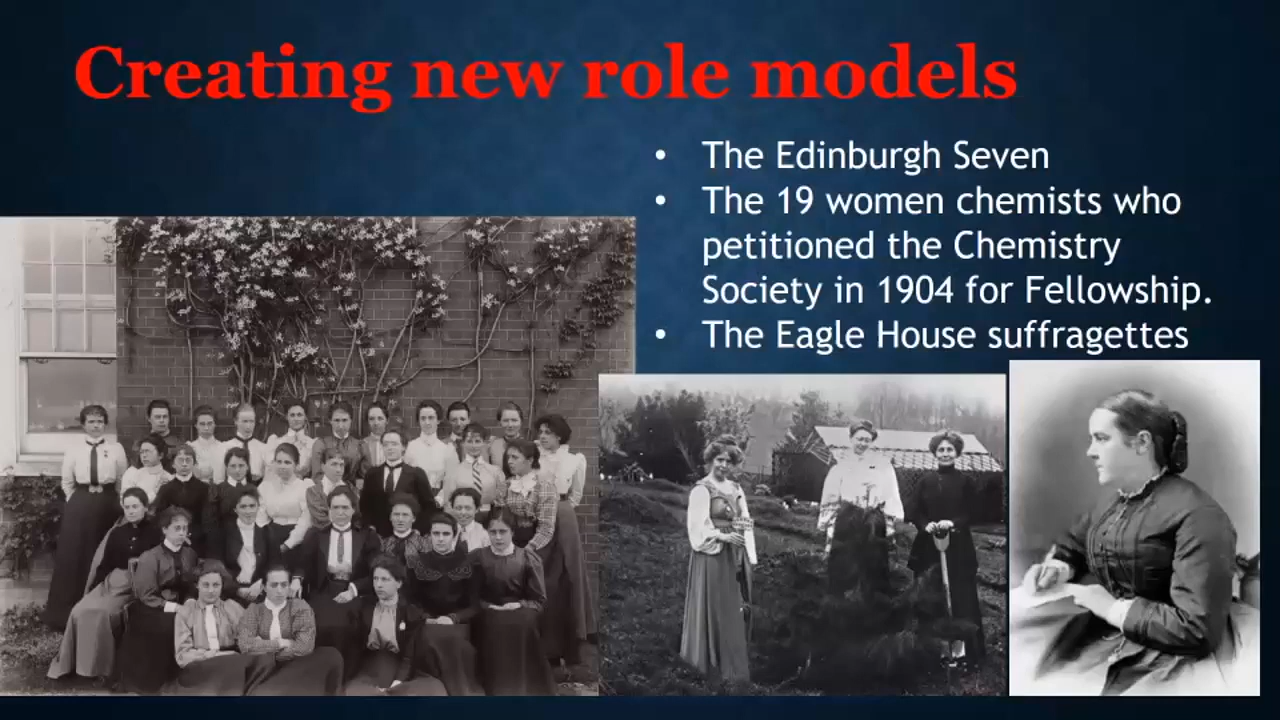 Creating new role models
• The Edinburgh Seven
• The 19 women chemists who
petitioned the Chemistry
Society in 1904 for Fellowship.
• The Eagle House suffragettes